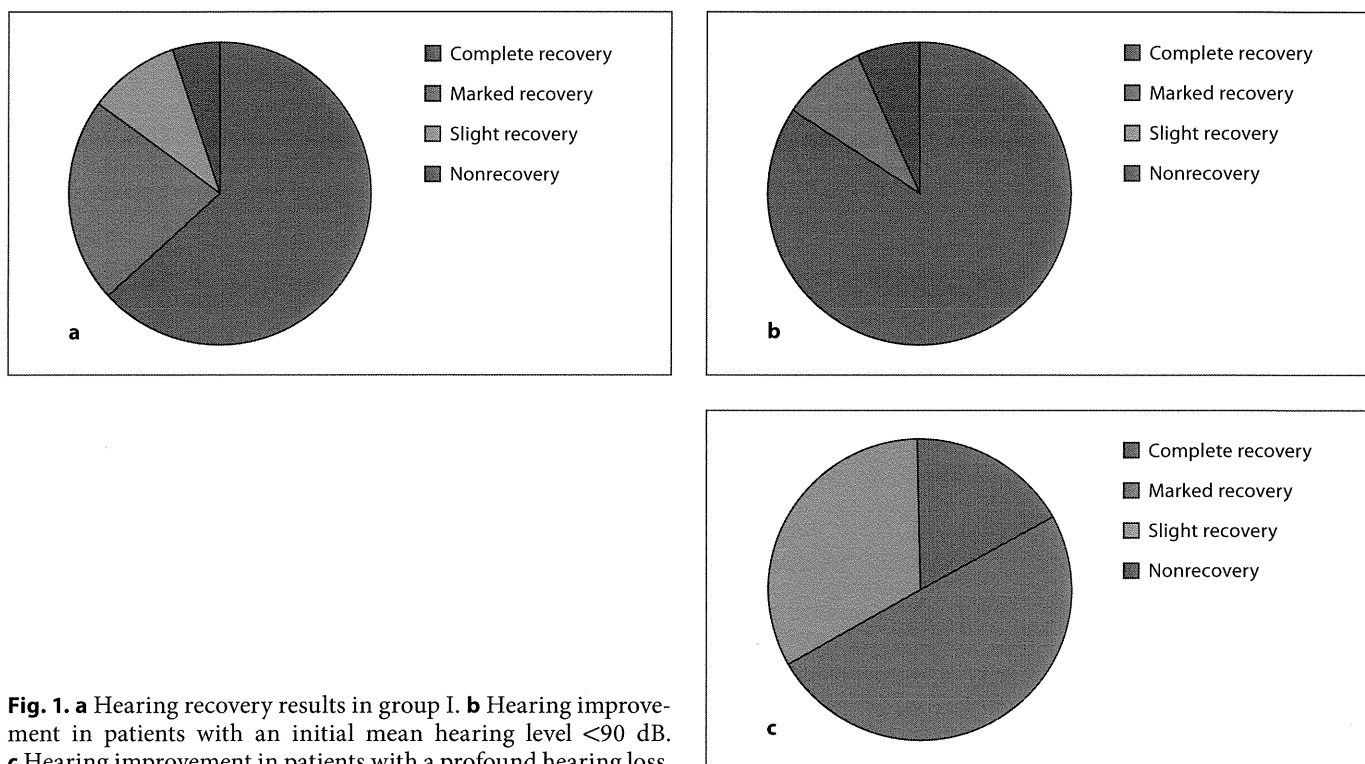 Complete recovery
Marked recovery
Slight recovery
Nonrecovery
a
Complete recovery
Marked recovery
Slight recovery
Nonrecovery
b
Complete recovery
Marked recovery
Slight recovery
Nonrecovery
c
Fig. 1. a Hearing recovery results in group I. b Hearing improve-
ment in patients with an initial mean hearing level <90 dB.
c Hearing improvement in patients with a profound hearing loss